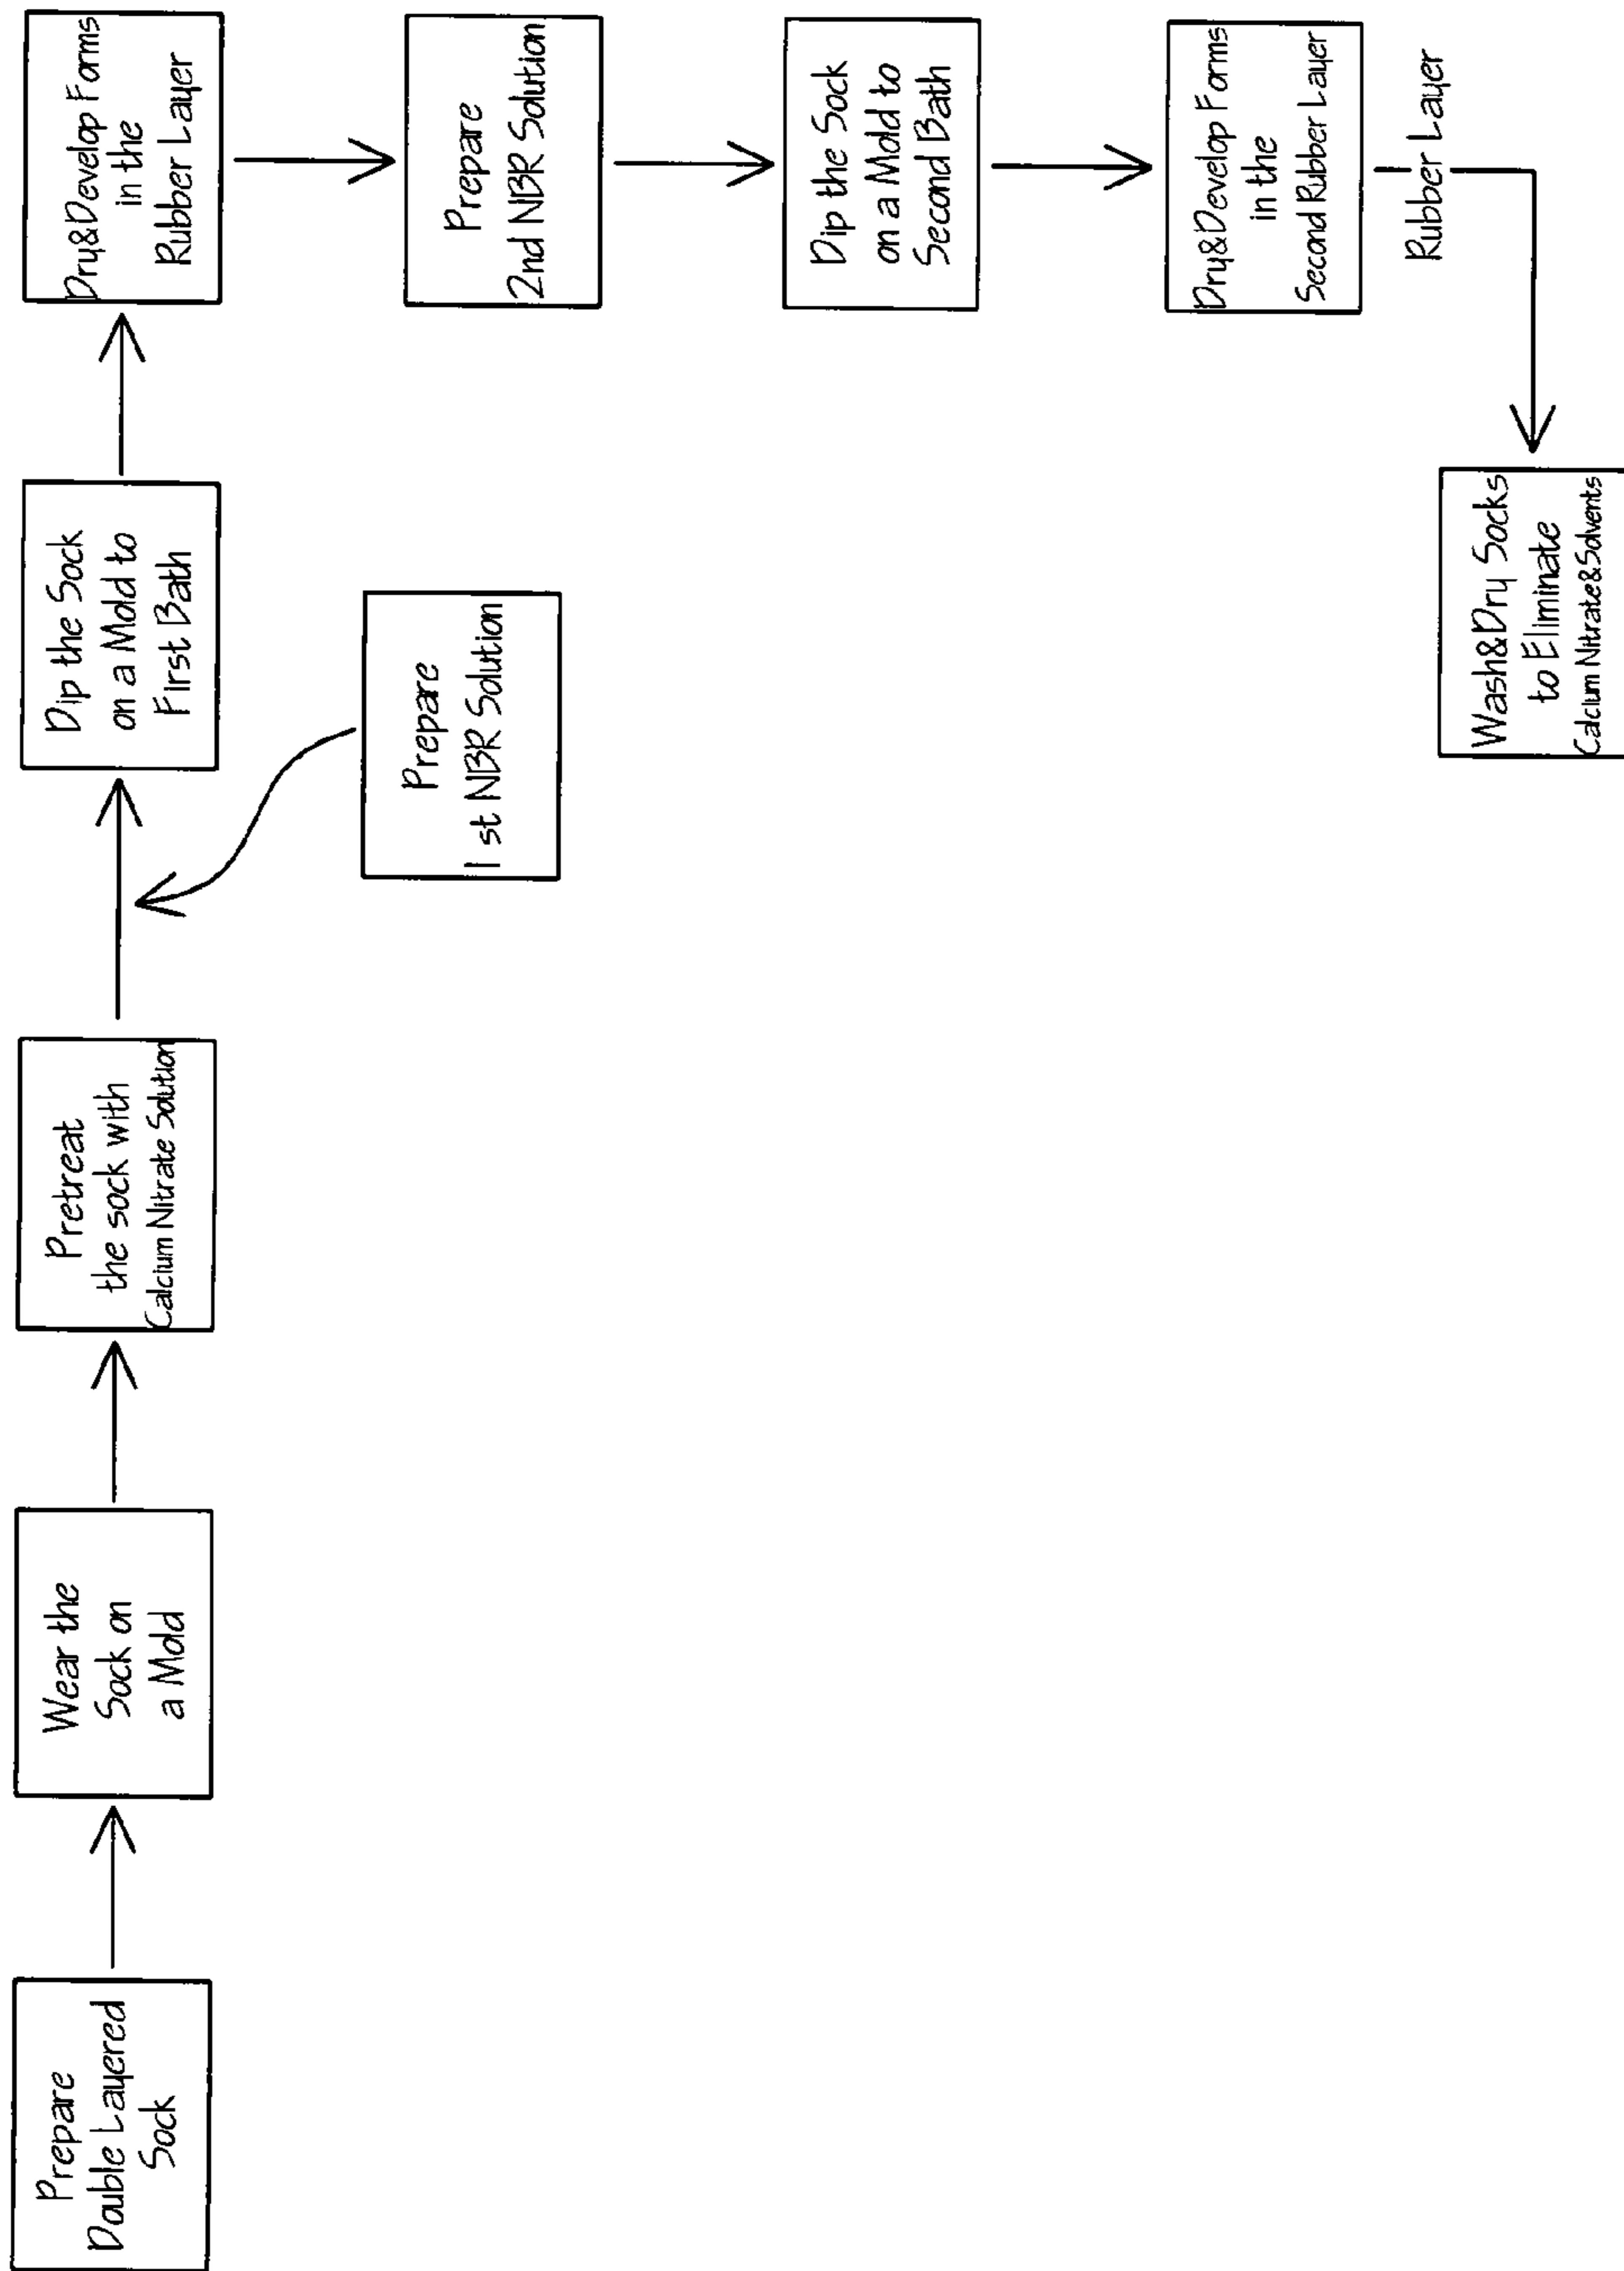 Prepare
Double Layered
Sock
Wear the
Sock on
a Mold
Pretreat
the sock with
Calcium Nitrate Solution
Prepare
1 st NBR Solution
Dip the Sock
on a Mold to
First Bath
Dry&Develop Forms
in the
Rubber Layer
Prepare
2nd NBR Solution
Dip the Sock
on a Mold to
Second Bath
Dry&Develop Forms
in the
Second Rubber Layer
Rubber Layer
Wash&Dry Socks
to Eliminate
Calcium Nitrate&Solvents